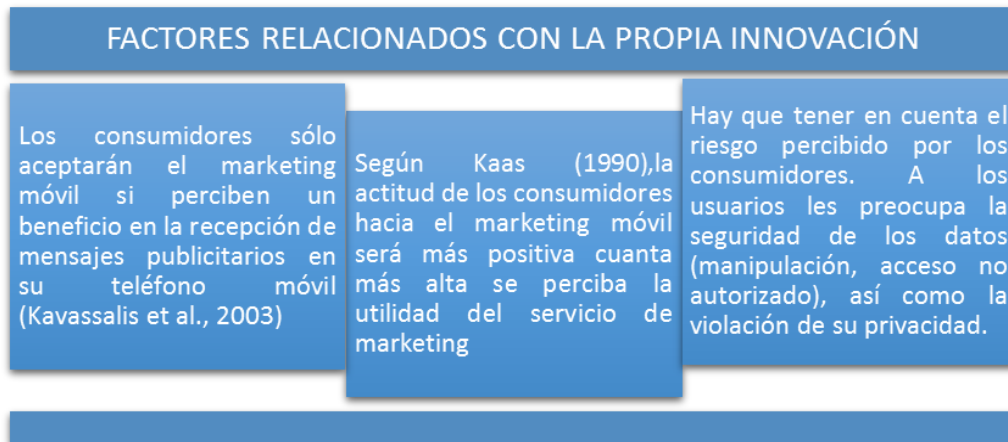 FACTORES RELACIONADOS CON LA PROPIA INNOVACIÓN
Los consumidores sólo
aceptarán el marketing
móvil si perciben un
beneficio en la recepción de
mensajes publicitarios en
su teléfono móvil
(Kavassalis et al., 2003)
Según Kaas (1990),la
actitud de los consumidores
hacia el marketing móvil
será más positiva cuanta
más alta se perciba la
utilidad del servicio de
marketing
Hay que tener en cuenta el
riesgo percibido por los
consumidores. A los
usuarios les preocupa la
seguridad de los datos
(manipulación, acceso no
autorizado), así como la
violación de su privacidad.